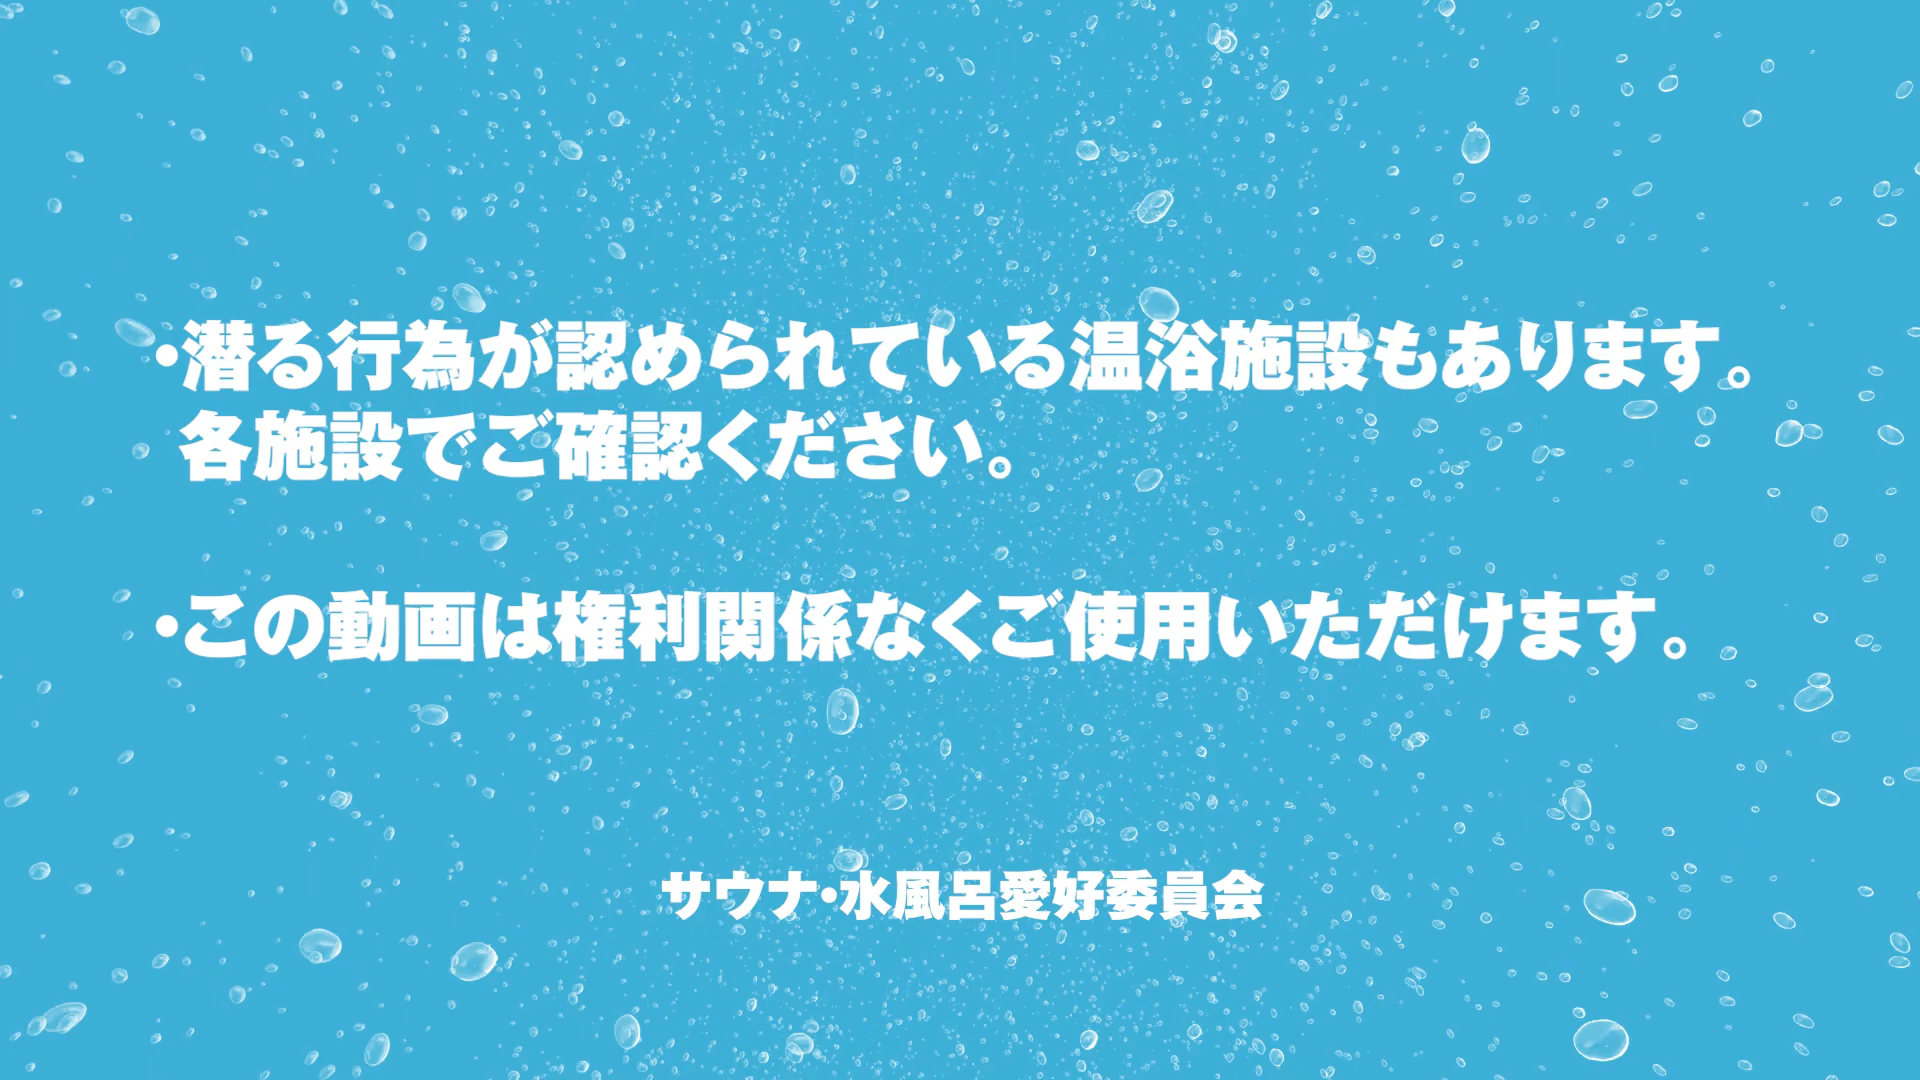 ・潜る行為が認められている温浴施設もあります。
各施設でご確認ください。
・この動画は権利関係なくご使用いただけます。
サウナ・水風呂愛好委員会